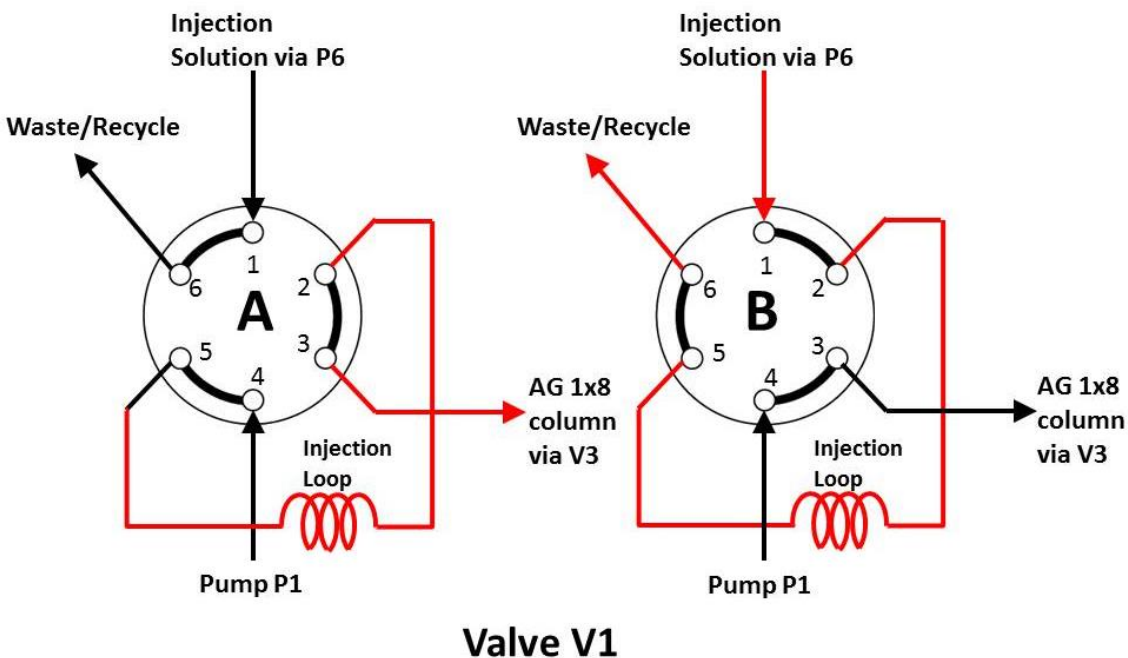 Injection
Solution via P6
Waste/Recycle
1
2
3
4
5
6
A
AG 1x8
column
via V3
Injection
Loop
Pump P1
Injection
Solution via P6
Waste/Recycle
1
2
3
4
5
6
B
AG 1x8
column
via V3
Injection
Loop
Pump P1
Valve V1